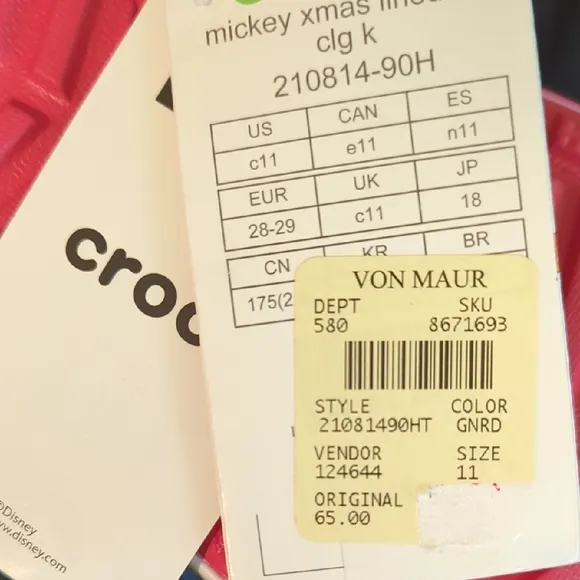 mickey xmas
clg k
210814-90H
US CAN ES
c11 e11 n11
EUR UK JP
28-29 c11 18
CN KR BR
175(2
croc
©Disney
www.disney.com
VON MAUR
DEPT SKU
580 8671693
STYLE COLOR
21081490HT GNRD
VENDOR SIZE
124644 11
ORIGINAL
65.00